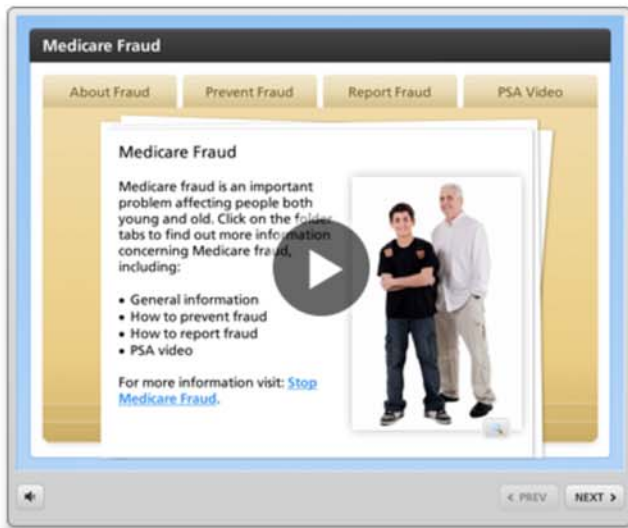 Medicare Fraud
About Fraud
Prevent Fraud
Report Fraud
PSA Video
Medicare Fraud
Medicare fraud is an important
problem affecting people both
young and old. Click on the folder
tabs to find out more information
concerning Medicare fraud,
including:
• General information
• How to prevent fraud
• How to report fraud
• PSA video
For more information visit: Stop
Medicare Fraud.
< PREV
NEXT >